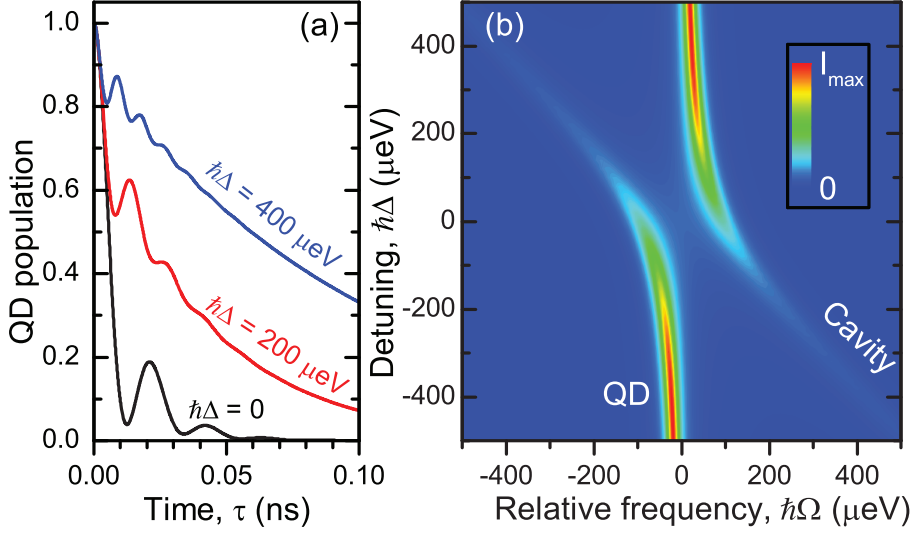 (a)
1.0
0.8
0.6
0.4
0.2
0.0
QD population
ħΔ = 400 μeV
ħΔ = 200 μeV
ħΔ = 0
0.00
0.05
0.10
Time, τ (ns)
(b)
400
200
0
-200
-400
Detuning, ħΔ (μeV)
Imax
0
Cavity
QD
-400
-200
0
200
400
Relative frequency, ħΩ (μeV)